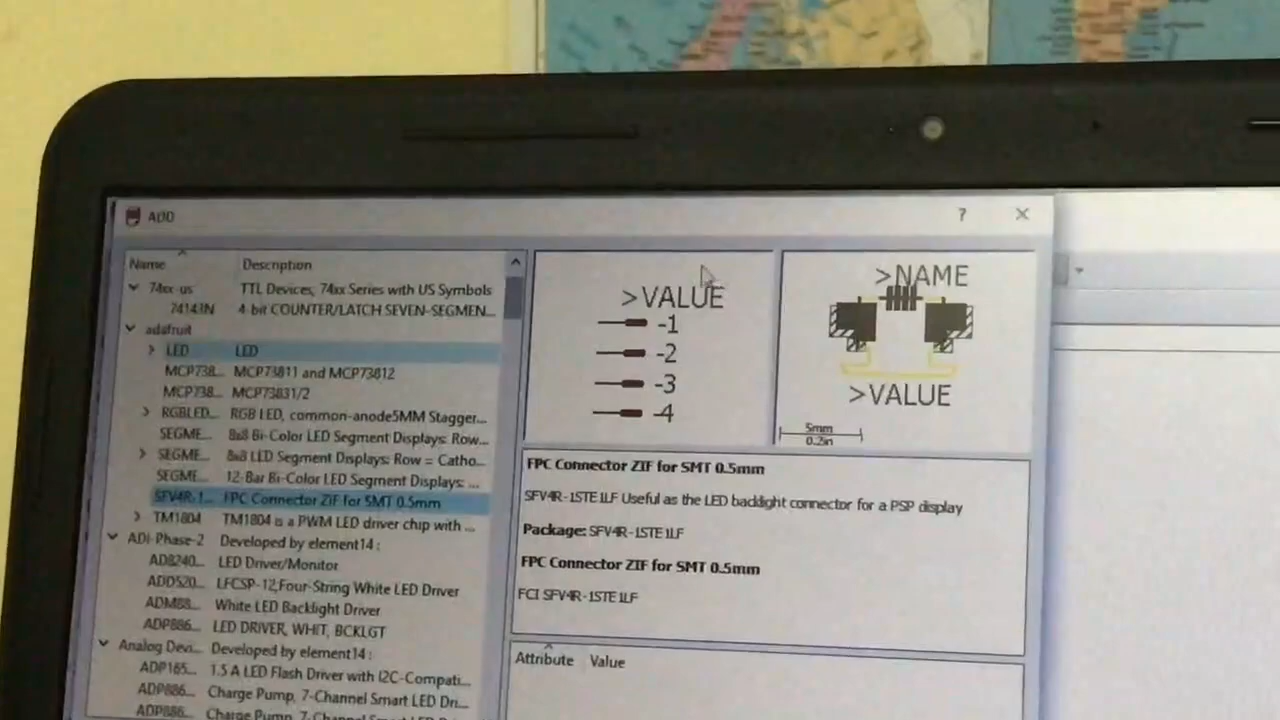 ADD
?
Name Description
74xx-us TTL Devices, 74xx Series with US Symbols
74143N 4-bit COUNTER/LATCH SEVEN-SEGMEN...
adafruit
LED LED
MCP738... MCP73811 and MCP73812
MCP738... MCP73831/2
RGBLED... RGB LED, common-anode5MM Stagger...
SEGME... 8x8 Bi-Color LED Segment Displays: Row...
SEGME... 8x8 LED Segment Displays: Row = Catho...
SEGME... 12-Bar Bi-Color LED Segment Displays: ...
SFV4R-1... FPC Connector ZIF for SMT 0.5mm
TM1804 TM1804 is a PWM LED driver chip with ...
ADI-Phase-2 Developed by element14 :
AD8240... LED Driver/Monitor
ADD520... LFCSP-12,Four-String White LED Driver
ADM88... White LED Backlight Driver
ADP886... LED DRIVER, WHIT, BCKLGT
Analog Devi... Developed by element14 :
ADP165... 1.5 A LED Flash Driver with I2C-Compati...
ADP886... Charge Pump, 7-Channel Smart LED Dri...
ADP886... Charge Pump, 7-Channel Smart LED
>VALUE
-1
-2
-3
-4
>NAME
>VALUE
5mm
0.2in
FPC Connector ZIF for SMT 0.5mm
SFV4R-1STE1LF Useful as the LED backlight connector for a PSP display
Package: SFV4R-1STE1LF
FPC Connector ZIF for SMT 0.5mm
FCI SFV4R-1STE1LF
Attribute Value